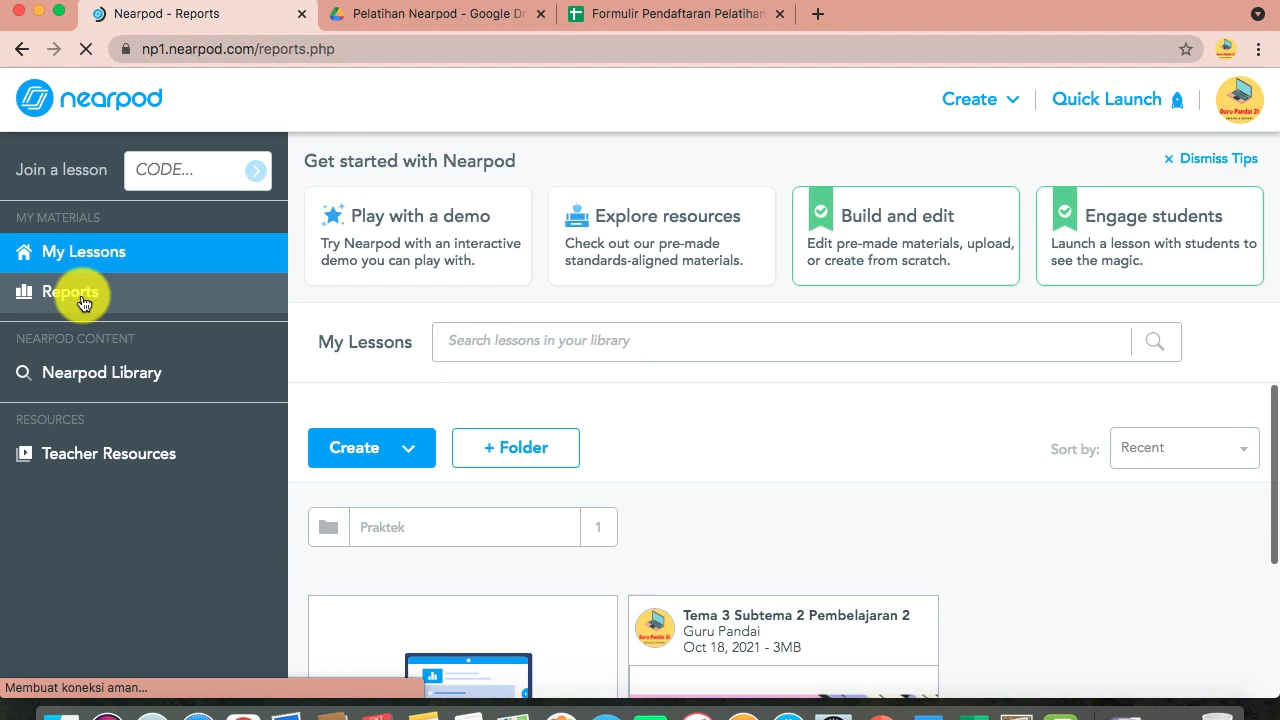 Nearpod - Reports
Pelatihan Nearpod - Google Dr
Formulir Pendaftaran Pelatihan
np1.nearpod.com/reports.php
nearpod
Create
Quick Launch
Guru Pandai 21
Join a lesson
CODE...
Get started with Nearpod
× Dismiss Tips
MY MATERIALS
My Lessons
Reports
NEARPOD CONTENT
Nearpod Library
RESOURCES
Teacher Resources
Play with a demo
Try Nearpod with an interactive
demo you can play with.
Explore resources
Check out our pre-made
standards-aligned materials.
Build and edit
Edit pre-made materials, upload,
or create from scratch.
Engage students
Launch a lesson with students to
see the magic.
My Lessons
Search lessons in your library
Create
+ Folder
Sort by:
Recent
Praktek
1
Tema 3 Subtema 2 Pembelajaran 2
Guru Pandai
Oct 18, 2021 - 3MB
Membuat koneksi aman...